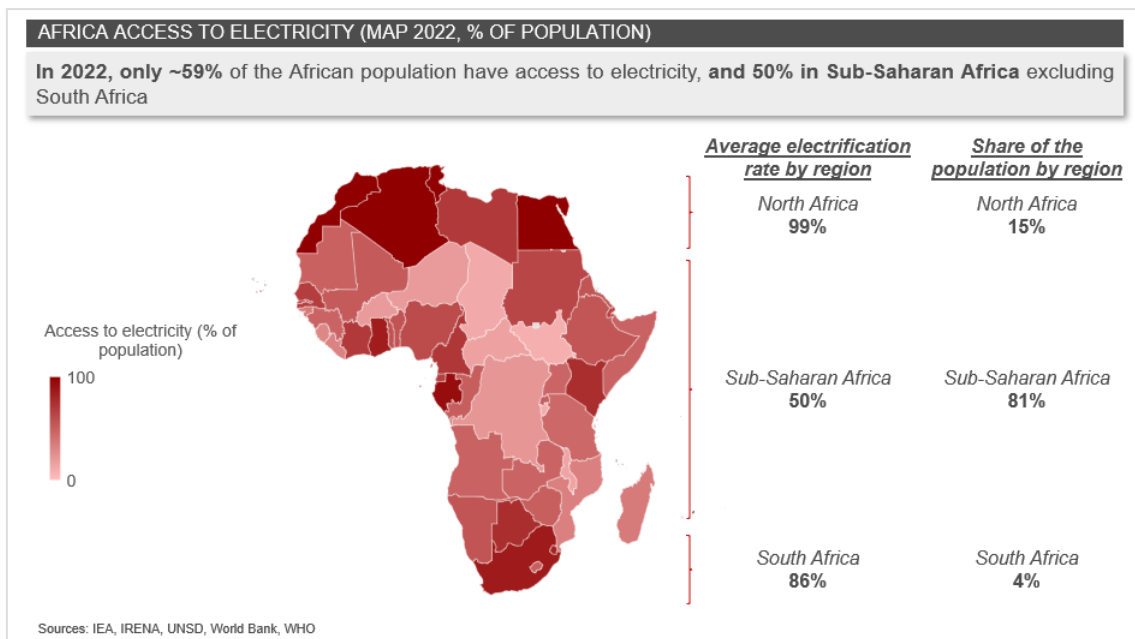 AFRICA ACCESS TO ELECTRICITY (MAP 2022, % OF POPULATION)
In 2022, only ~59% of the African population have access to electricity, and 50% in Sub-Saharan Africa excluding
South Africa
Average electrification
rate by region
Share of the
population by region
North Africa
99%
North Africa
15%
Access to electricity (% of
population)
100
0
Sub-Saharan Africa
50%
Sub-Saharan Africa
81%
South Africa
86%
South Africa
4%
Sources: IEA, IRENA, UNSD, World Bank, WHO